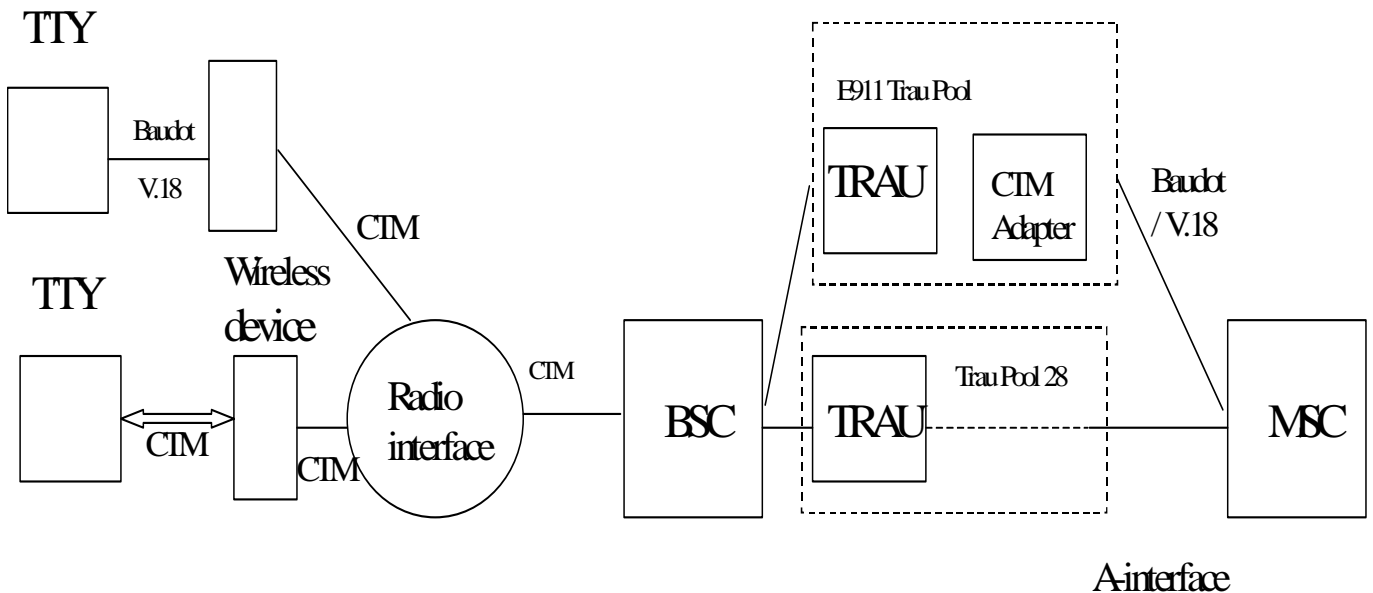 TTY
Baudot
V.18
CTM
Wireless
device
TTY
CTM
CTM
Radio
interface
CTM
BSC
E911 Trau Pool
TRAU
CTM
Adapter
Baudot
/ V.18
Trau Pool 28
TRAU
MSC
A-interface